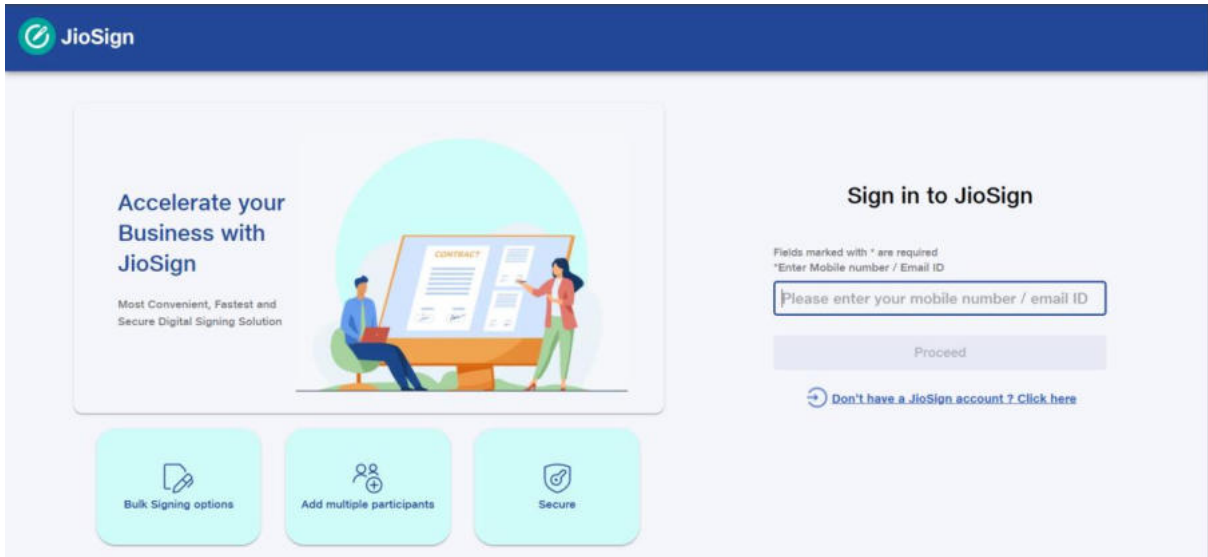 JioSign
Accelerate your
Business with
JioSign
Most Convenient, Fastest and
Secure Digital Signing Solution
CONTRACT
Bulk Signing options
Add multiple participants
Secure
Sign in to JioSign
Fields marked with * are required
*Enter Mobile number / Email ID
Please enter your mobile number / email ID
Proceed
Don't have a JioSign account ? Click here